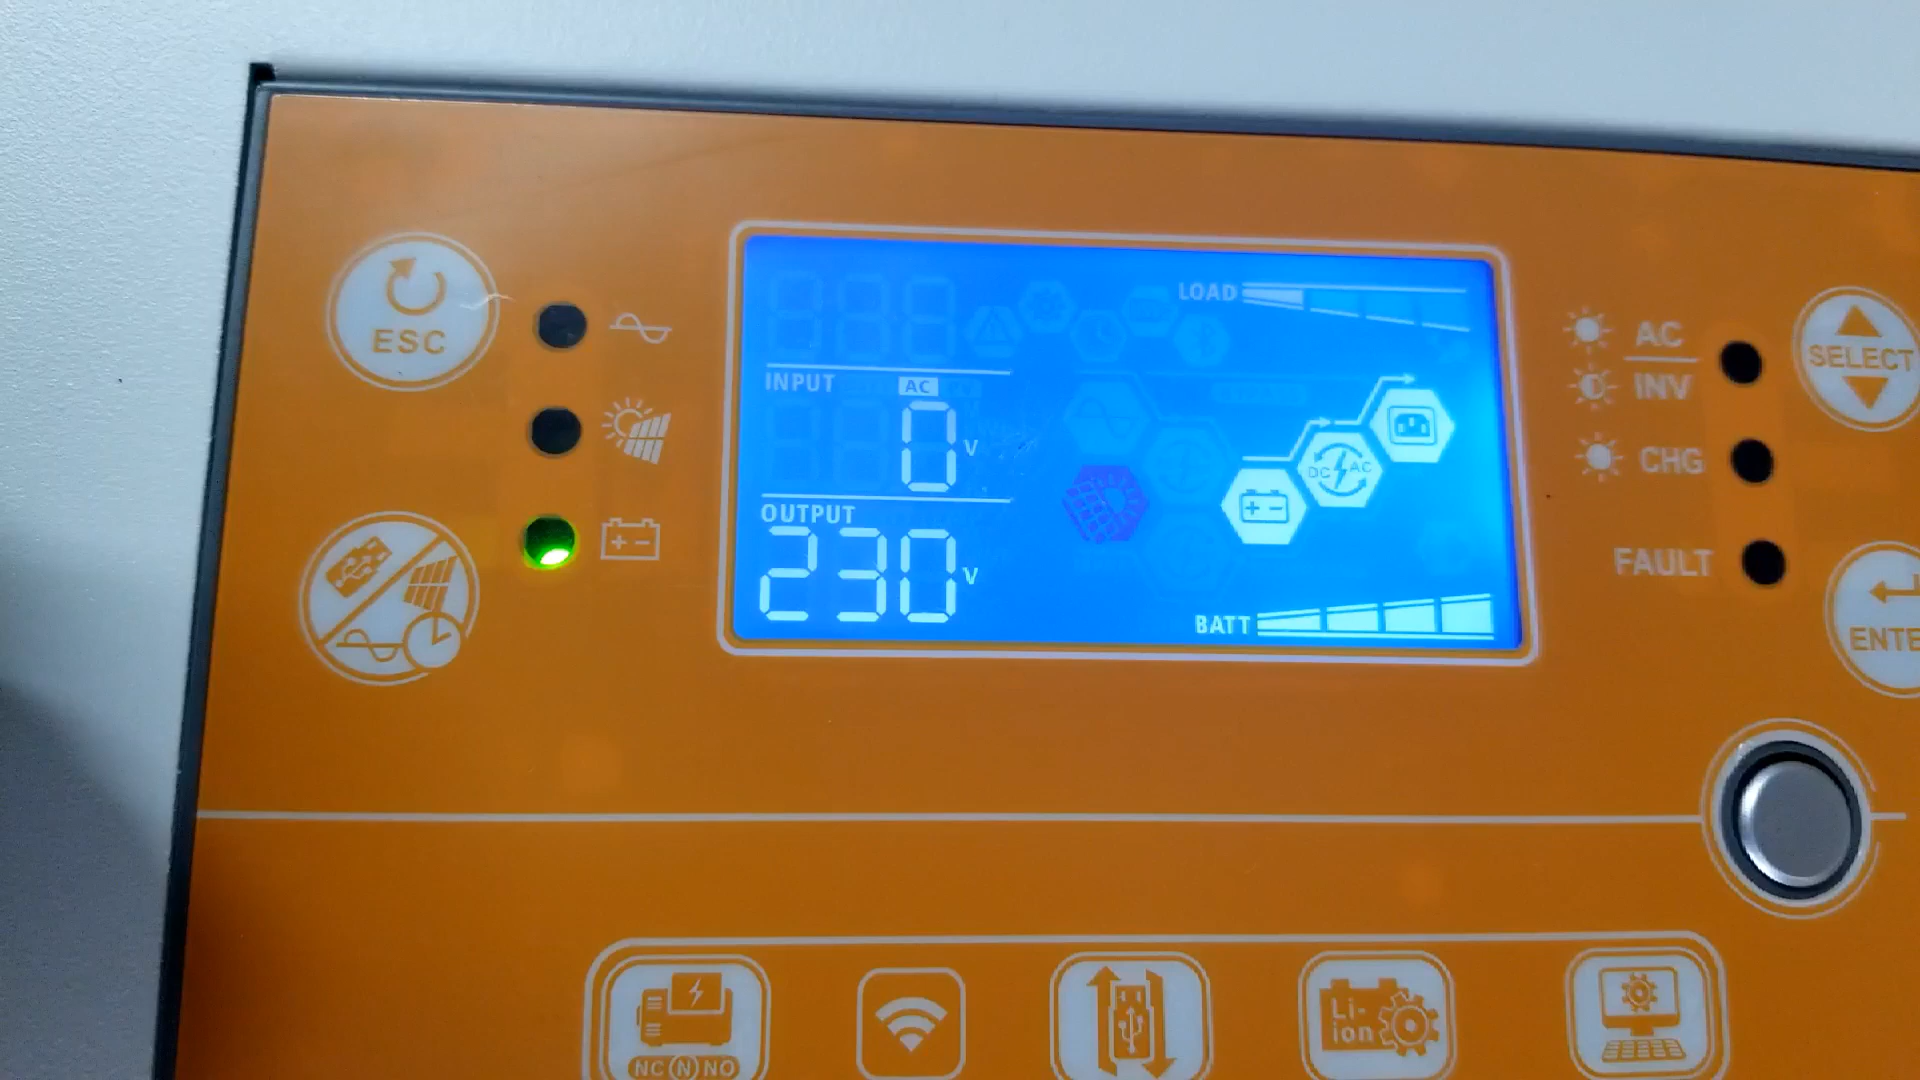 ESC
LOAD
INPUT AC
0 V
OUTPUT
230 V
DC AC
BATT
AC
INV
CHG
FAULT
SELECT
ENTE
Li-
ion
NC N NO